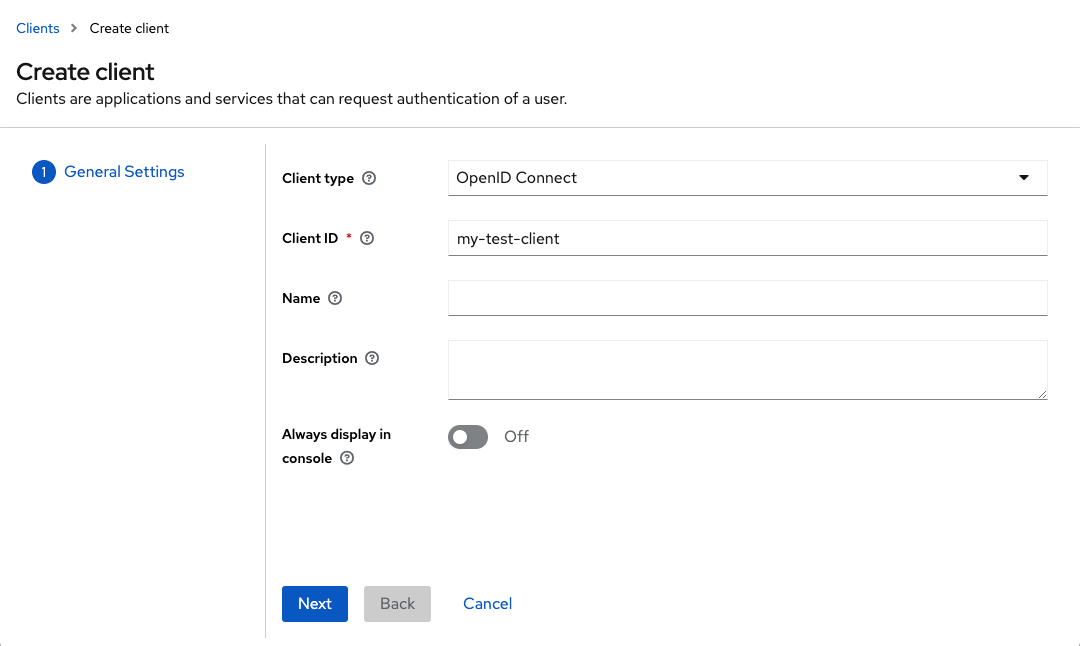 Clients > Create client
Create client
Clients are applications and services that can request authentication of a user.
1 General Settings
Client type ?
OpenID Connect
Client ID * ?
my-test-client
Name ?
Description ?
Always display in
console ?
Off
Next
Back
Cancel